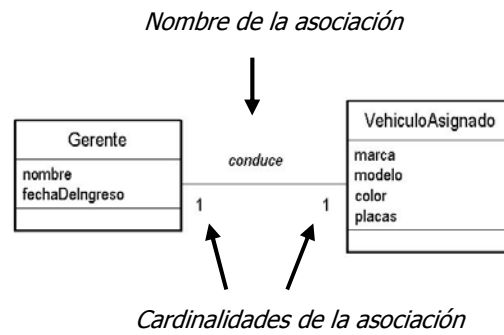 Nombre de la asociación
Gerente
nombre
fechaDeIngreso
conduce
1
1
VehiculoAsignado
marca
modelo
color
placas
Cardinalidades de la asociación